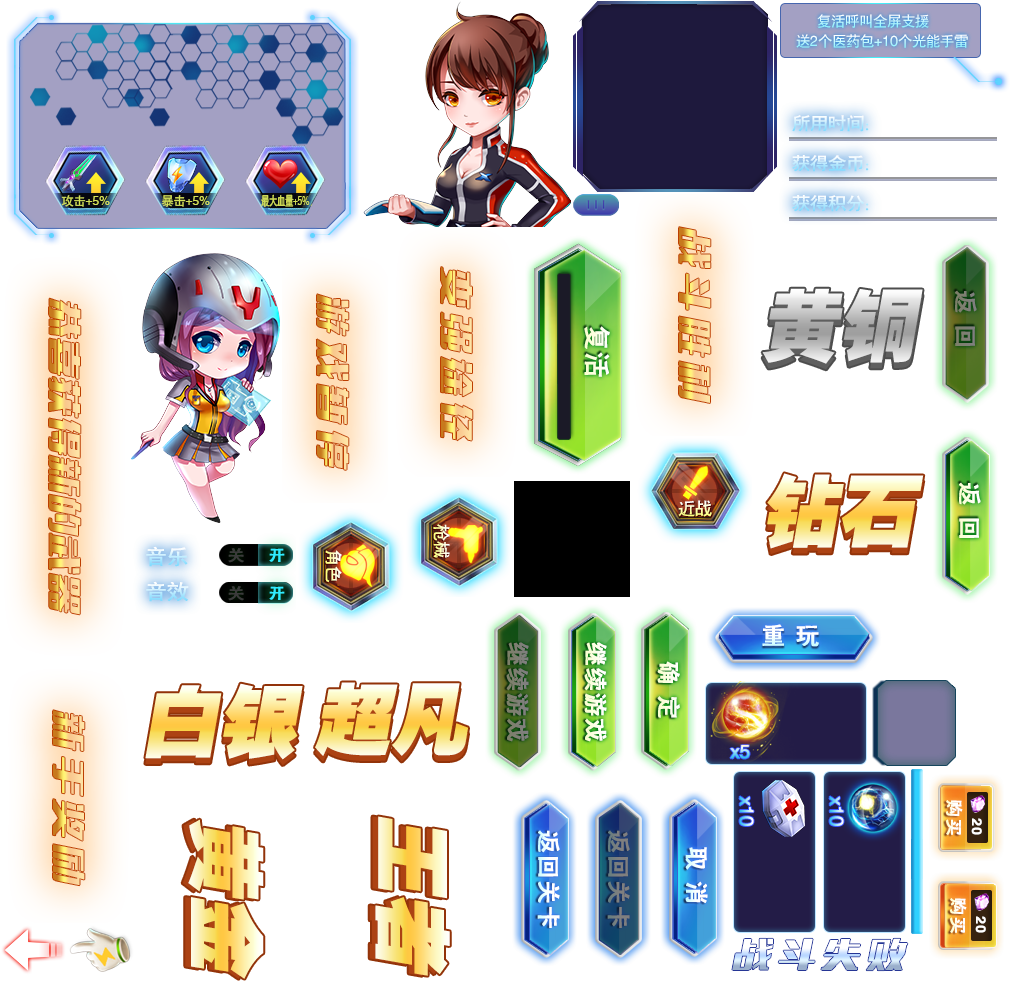 复活呼叫全屏支援
送2个医药包+10个光能手雷
所用时间:
获得金币:
获得积分:
攻击+5%
暴击+5%
最大血量+5%
恭喜获得新的武器
游戏暂停
变强途径
复活
战斗胜利
黄铜
返回
近战
钻石
返回
音乐
关 开
音效
关 开
角色
枪械
继续游戏
继续游戏
确定
重玩
x5
白银
超凡
新手奖励
黄金
王者
返回关卡
返回关卡
取消
x10
x10
购买
20
购买
20
战斗失败